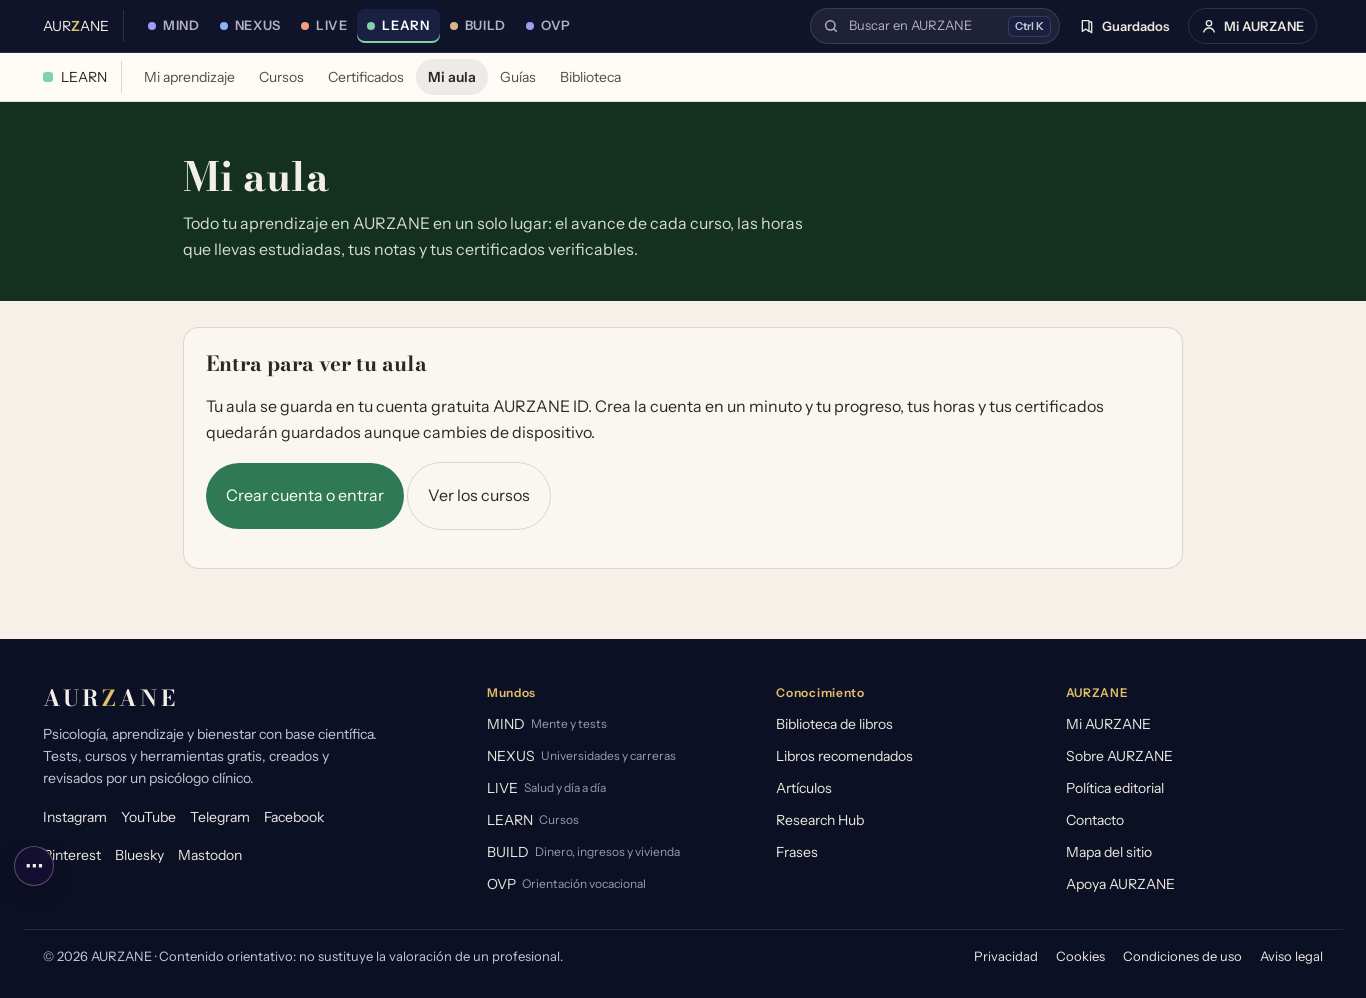 AURZANE
MIND
NEXUS
LIVE
LEARN
BUILD
OVP
Buscar en AURZANE
Ctrl K
Guardados
Mi AURZANE
LEARN
Mi aprendizaje
Cursos
Certificados
Mi aula
Guías
Biblioteca
Mi aula
Todo tu aprendizaje en AURZANE en un solo lugar: el avance de cada curso, las horas
que llevas estudiadas, tus notas y tus certificados verificables.
Entra para ver tu aula
Tu aula se guarda en tu cuenta gratuita AURZANE ID. Crea la cuenta en un minuto y tu progreso, tus horas y tus certificados
quedarán guardados aunque cambies de dispositivo.
Crear cuenta o entrar
Ver los cursos
AURZANE
Psicología, aprendizaje y bienestar con base científica.
Tests, cursos y herramientas gratis, creados y
revisados por un psicólogo clínico.
Instagram YouTube Telegram Facebook
Pinterest Bluesky Mastodon
Mundos
MIND Mente y tests
NEXUS Universidades y carreras
LIVE Salud y día a día
LEARN Cursos
BUILD Dinero, ingresos y vivienda
OVP Orientación vocacional
Conocimiento
Biblioteca de libros
Libros recomendados
Artículos
Research Hub
Frases
AURZANE
Mi AURZANE
Sobre AURZANE
Política editorial
Contacto
Mapa del sitio
Apoya AURZANE
© 2026 AURZANE · Contenido orientativo: no sustituye la valoración de un profesional.
Privacidad Cookies Condiciones de uso Aviso legal